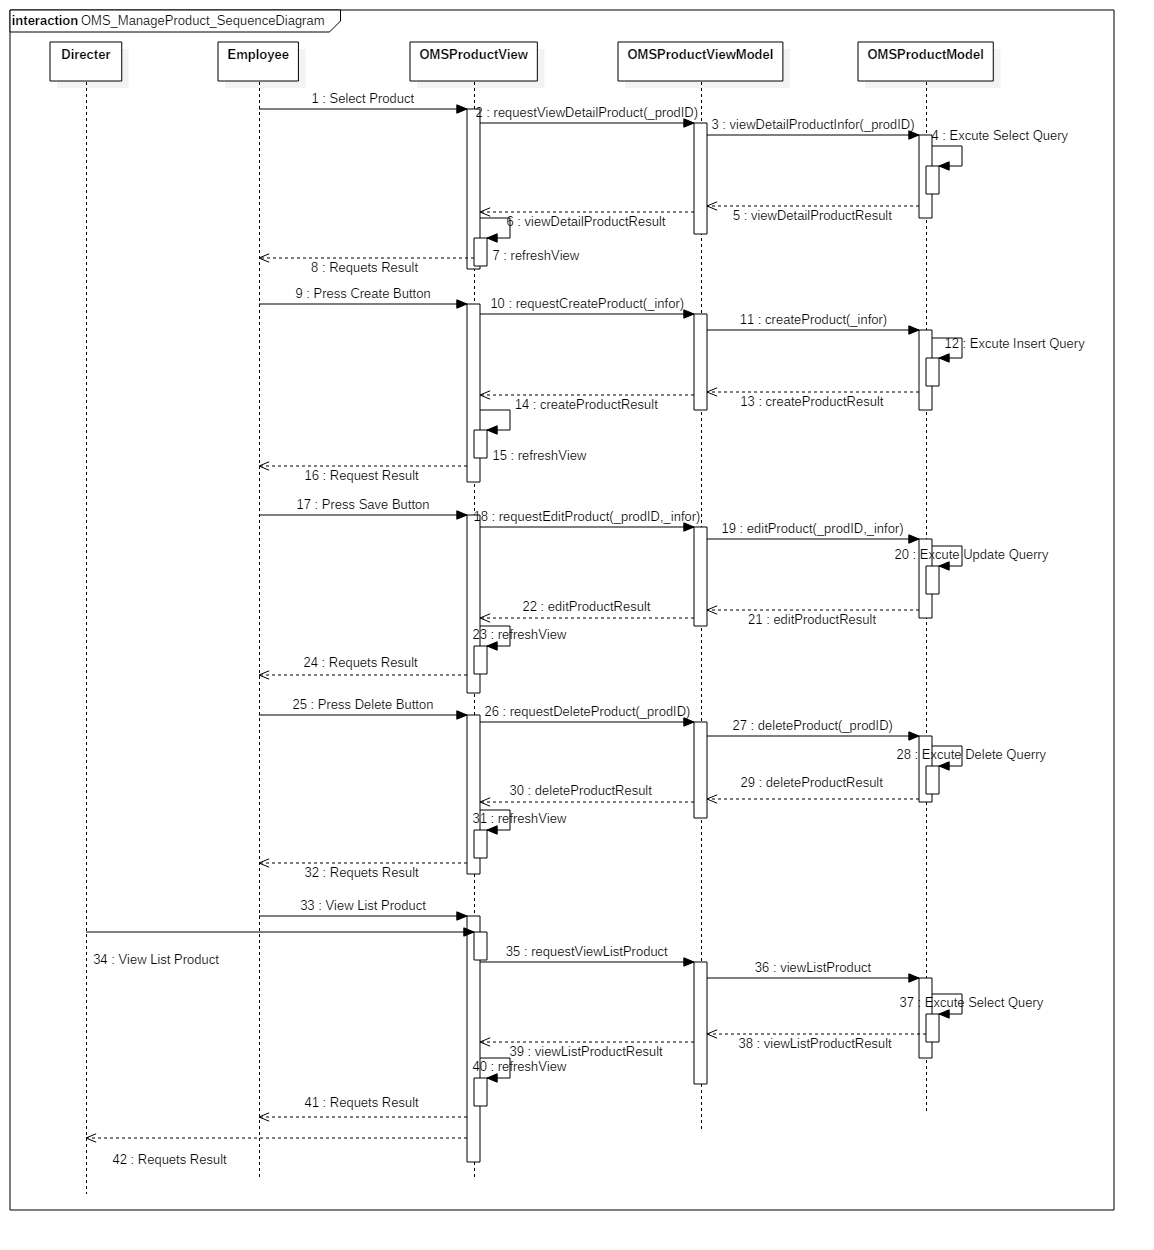 interaction OMS_ManageProduct_SequenceDiagram
Directer
Employee
OMSProductView
OMSProductViewModel
OMSProductModel
1 : Select Product
2 : requestViewDetailProduct(_prodID)
3 : viewDetailProductInfor(_prodID)
4 : Excute Select Query
5 : viewDetailProductResult
6 : viewDetailProductResult
7 : refreshView
8 : Requets Result
9 : Press Create Button
10 : requestCreateProduct(_infor)
11 : createProduct(_infor)
12 : Excute Insert Query
13 : createProductResult
14 : createProductResult
15 : refreshView
16 : Request Result
17 : Press Save Button
18 : requestEditProduct(_prodID,_infor)
19 : editProduct(_prodID,_infor)
20 : Excute Update Querry
21 : editProductResult
22 : editProductResult
23 : refreshView
24 : Requets Result
25 : Press Delete Button
26 : requestDeleteProduct(_prodID)
27 : deleteProduct(_prodID)
28 : Excute Delete Querry
29 : deleteProductResult
30 : deleteProductResult
31 : refreshView
32 : Requets Result
33 : View List Product
34 : View List Product
35 : requestViewListProduct
36 : viewListProduct
37 : Excute Select Query
38 : viewListProductResult
39 : viewListProductResult
40 : refreshView
41 : Requets Result
42 : Requets Result